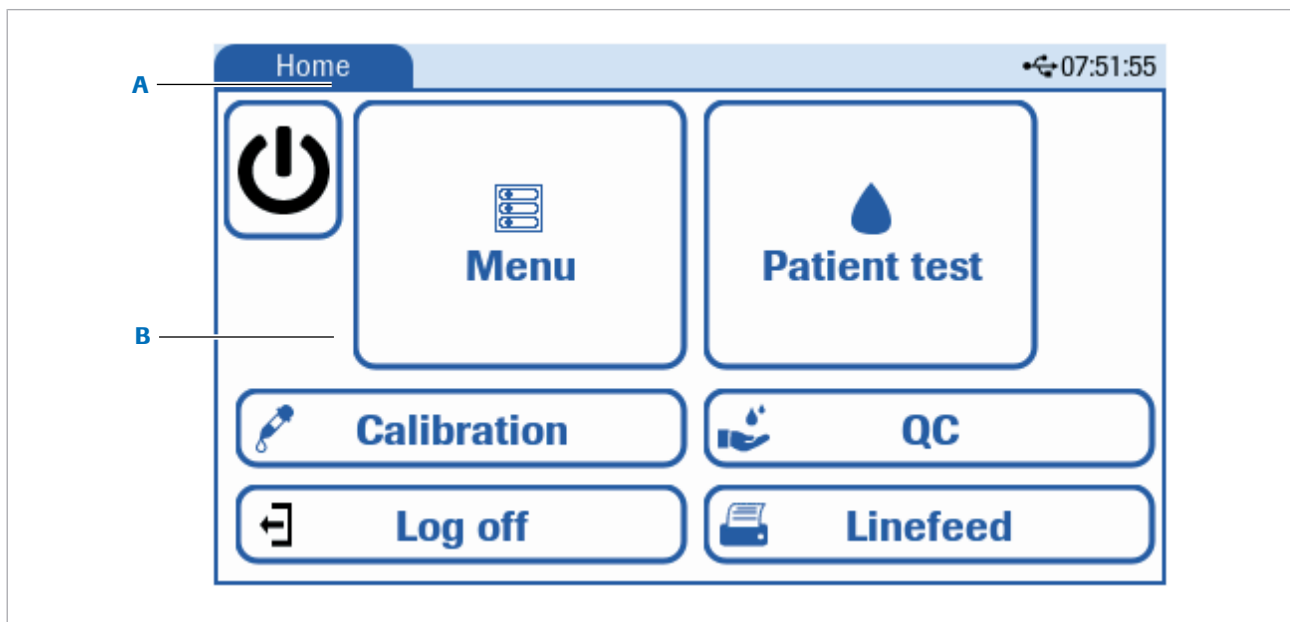 Home
07:51:55
A
Menu
Patient test
B
Calibration
QC
Log off
Linefeed